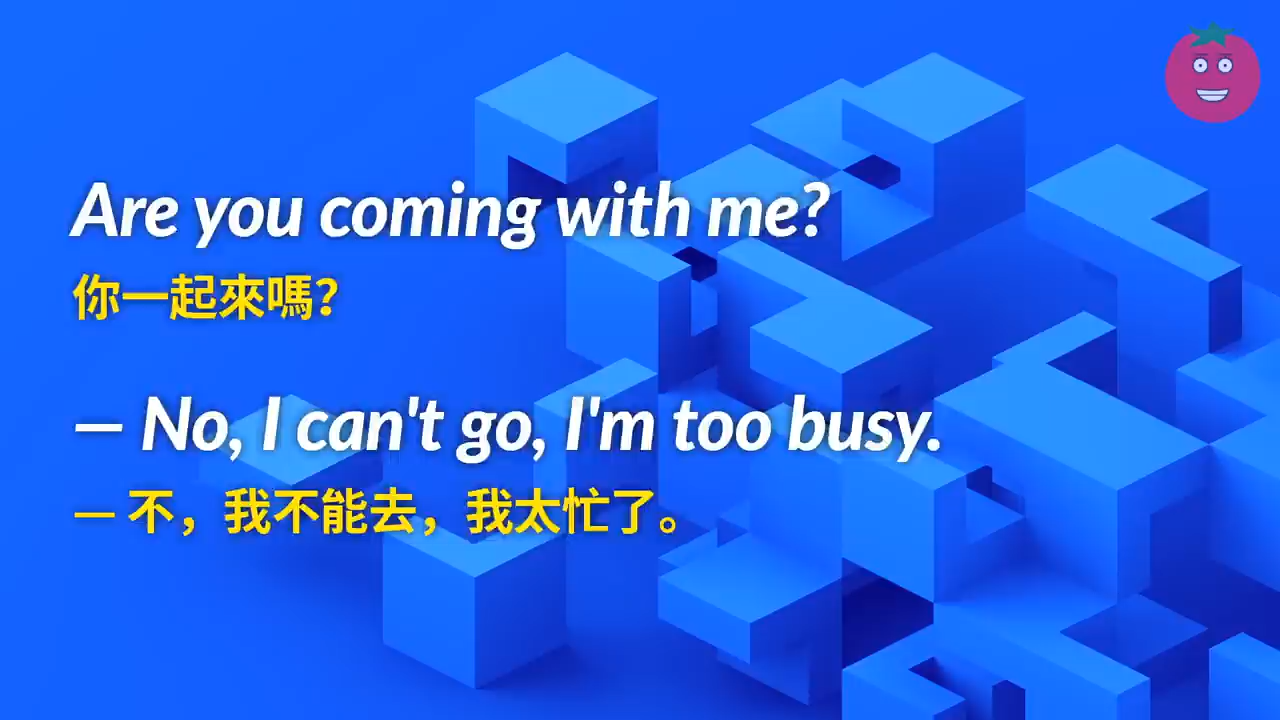 Are you coming with me?
你一起來嗎?
— No, I can't go, I'm too busy.
— 不，我不能去，我太忙了。